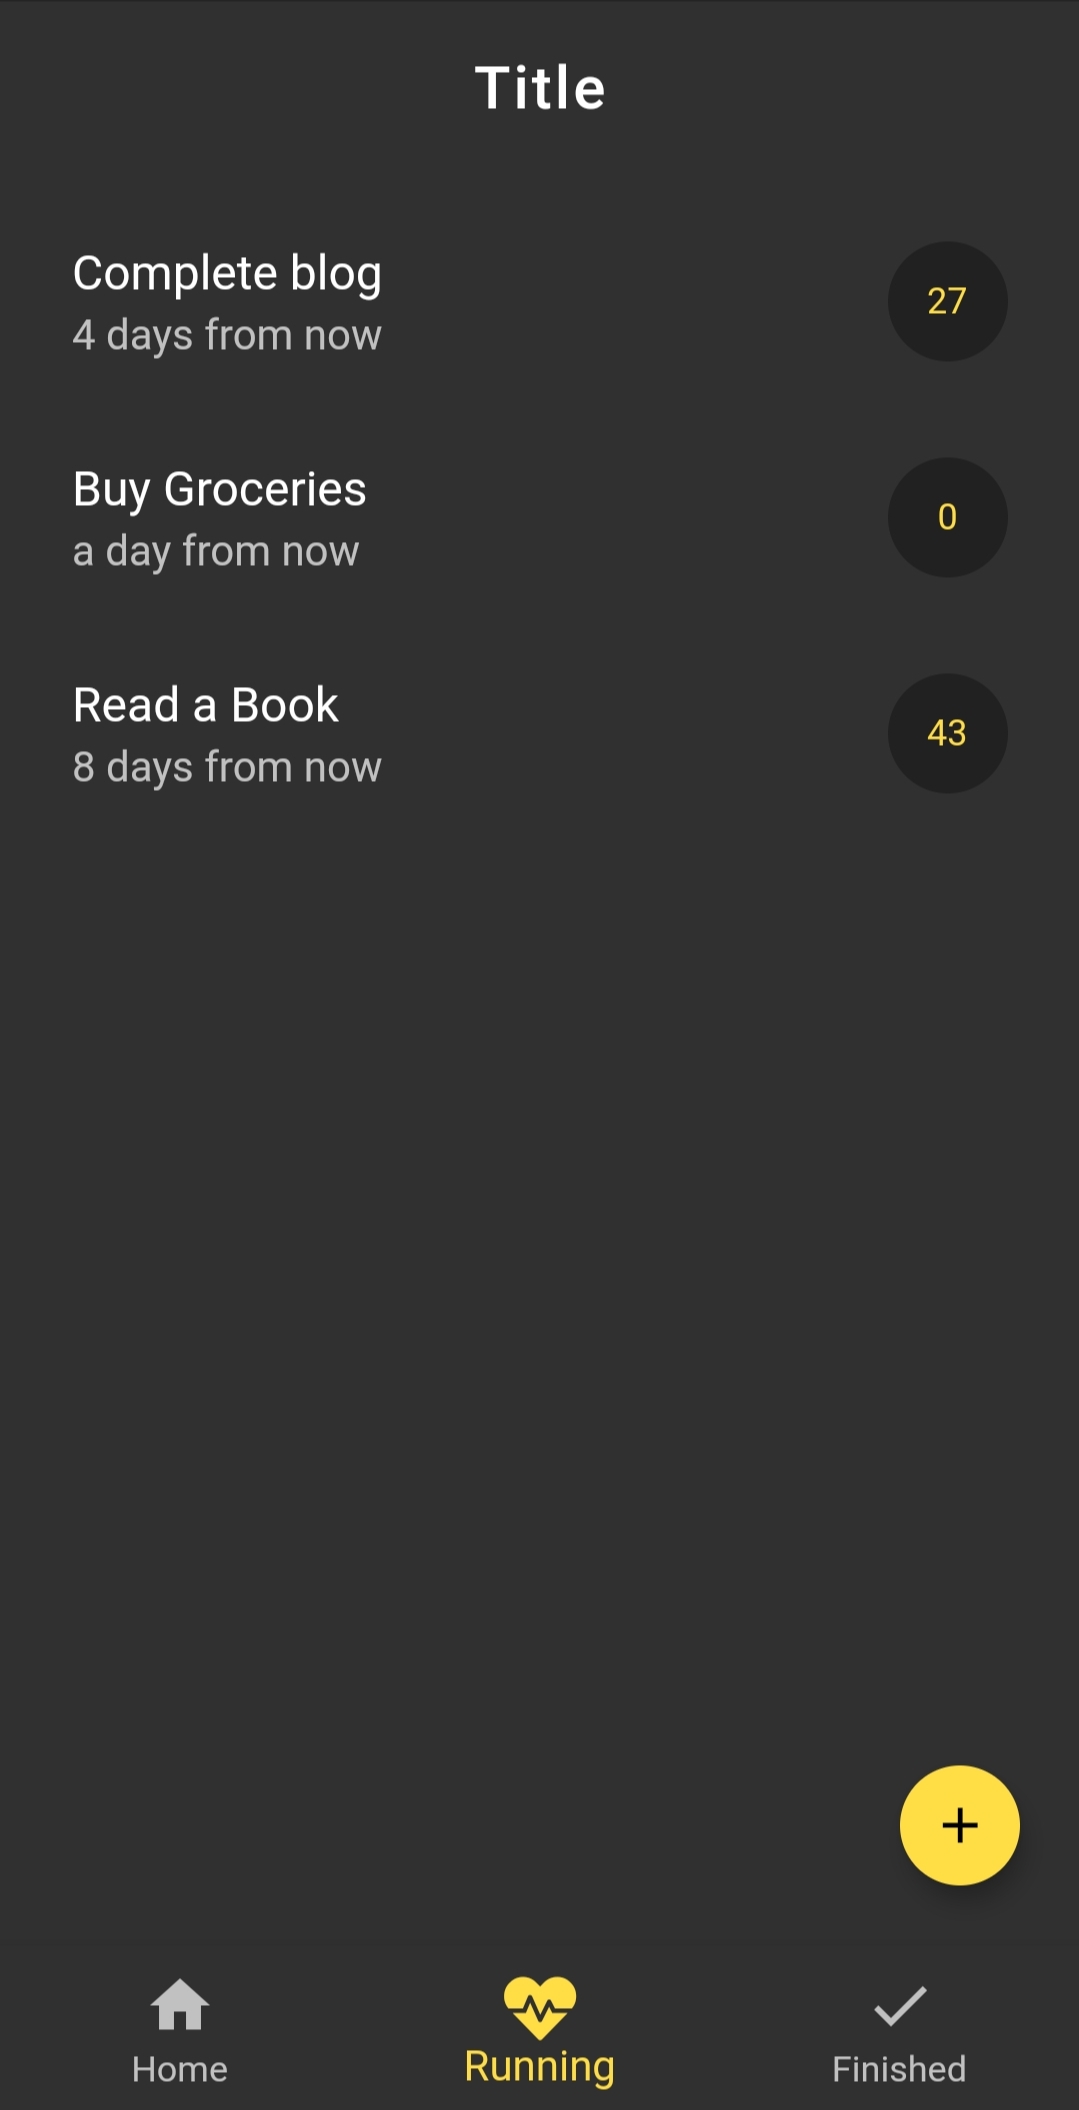 Title
Complete blog
4 days from now
27
Buy Groceries
a day from now
0
Read a Book
8 days from now
43
+
Home
Running
Finished